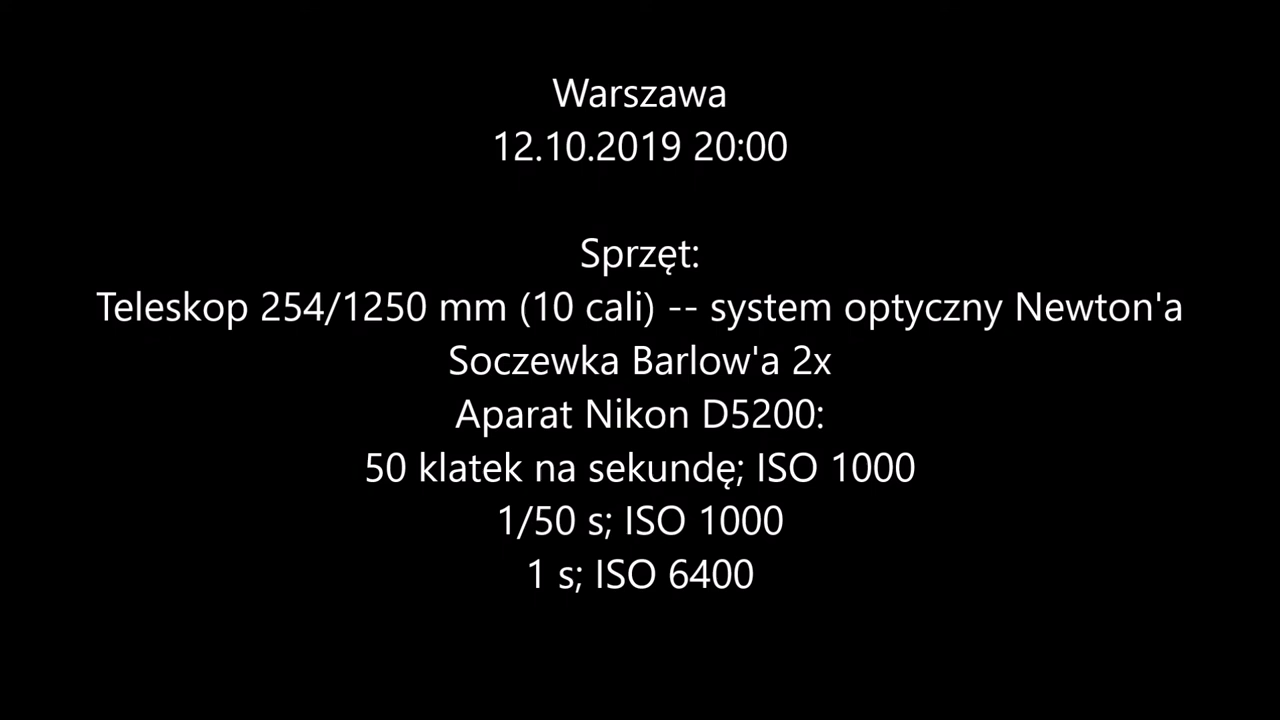 Warszawa
12.10.2019 20:00
Sprzęt:
Teleskop 254/1250 mm (10 cali) -- system optyczny Newton'a
Soczewka Barlow'a 2x
Aparat Nikon D5200:
50 klatek na sekundę; ISO 1000
1/50 s; ISO 1000
1 s; ISO 6400